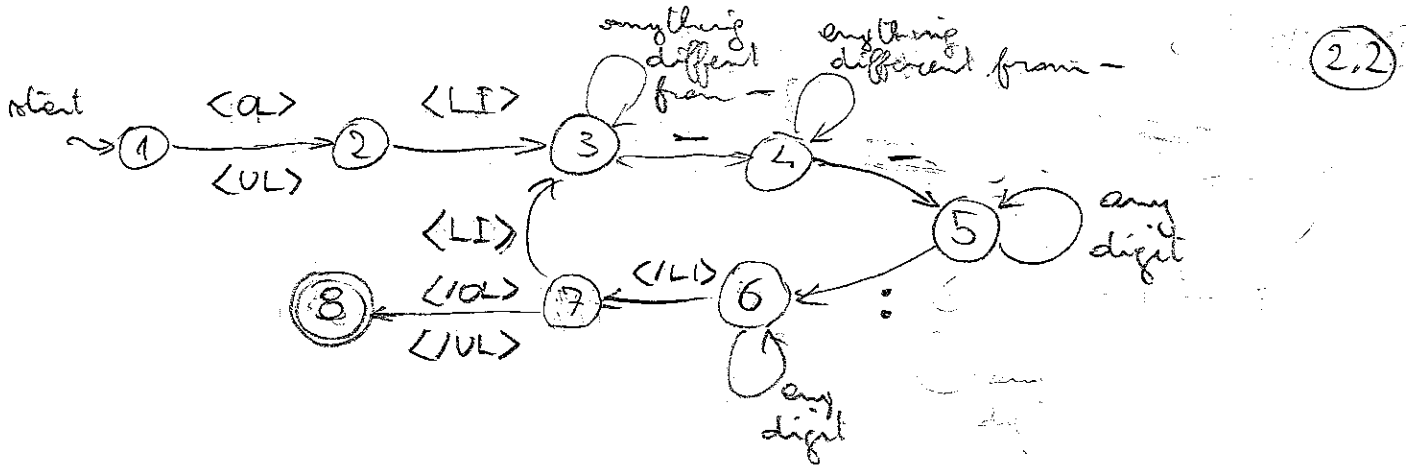 anything
diffent
from -
anything
different from -
2.2
start
<OL>
<LI>
1
2
3
-
4
-
<UL>
5
any
digit
<LI>
8
</OL>
7
</LI>
6
:
</UL>
any
digit